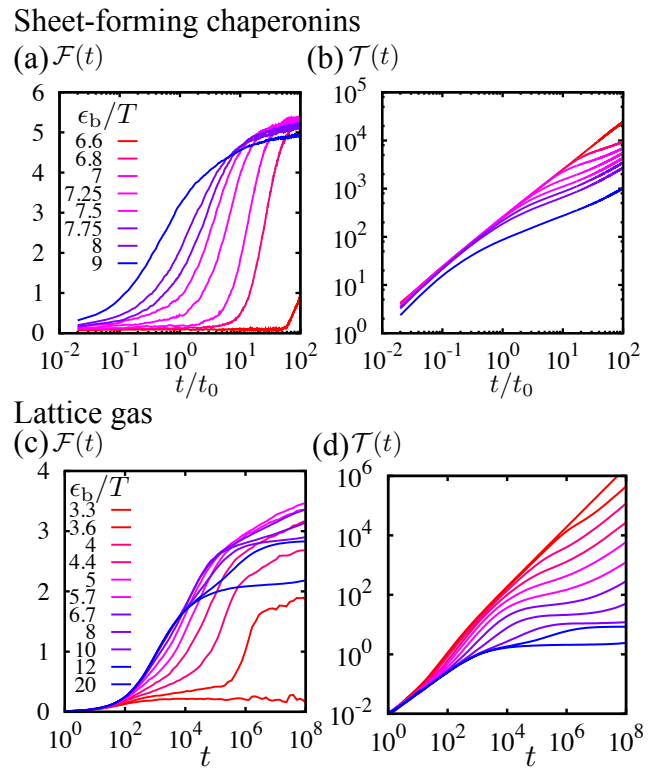 Sheet-forming chaperonins
(a) F(t)
(b) T(t)
6
5
4
3
2
1
0
ϵb/T
6.6
6.8
7
7.25
7.5
7.75
8
9
10^-2 10^-1 10^0 10^1 10^2
t/t0
10^5
10^4
10^3
10^2
10^1
10^0
10^-2 10^-1 10^0 10^1 10^2
t/t0
Lattice gas
(c) F(t)
(d) T(t)
4
3
2
1
0
ϵb/T
3.3
3.6
4
4.4
5
5.7
6.7
8
10
12
20
10^0 10^2 10^4 10^6 10^8
t
10^6
10^4
10^2
10^0
10^-2
10^0 10^2 10^4 10^6 10^8
t